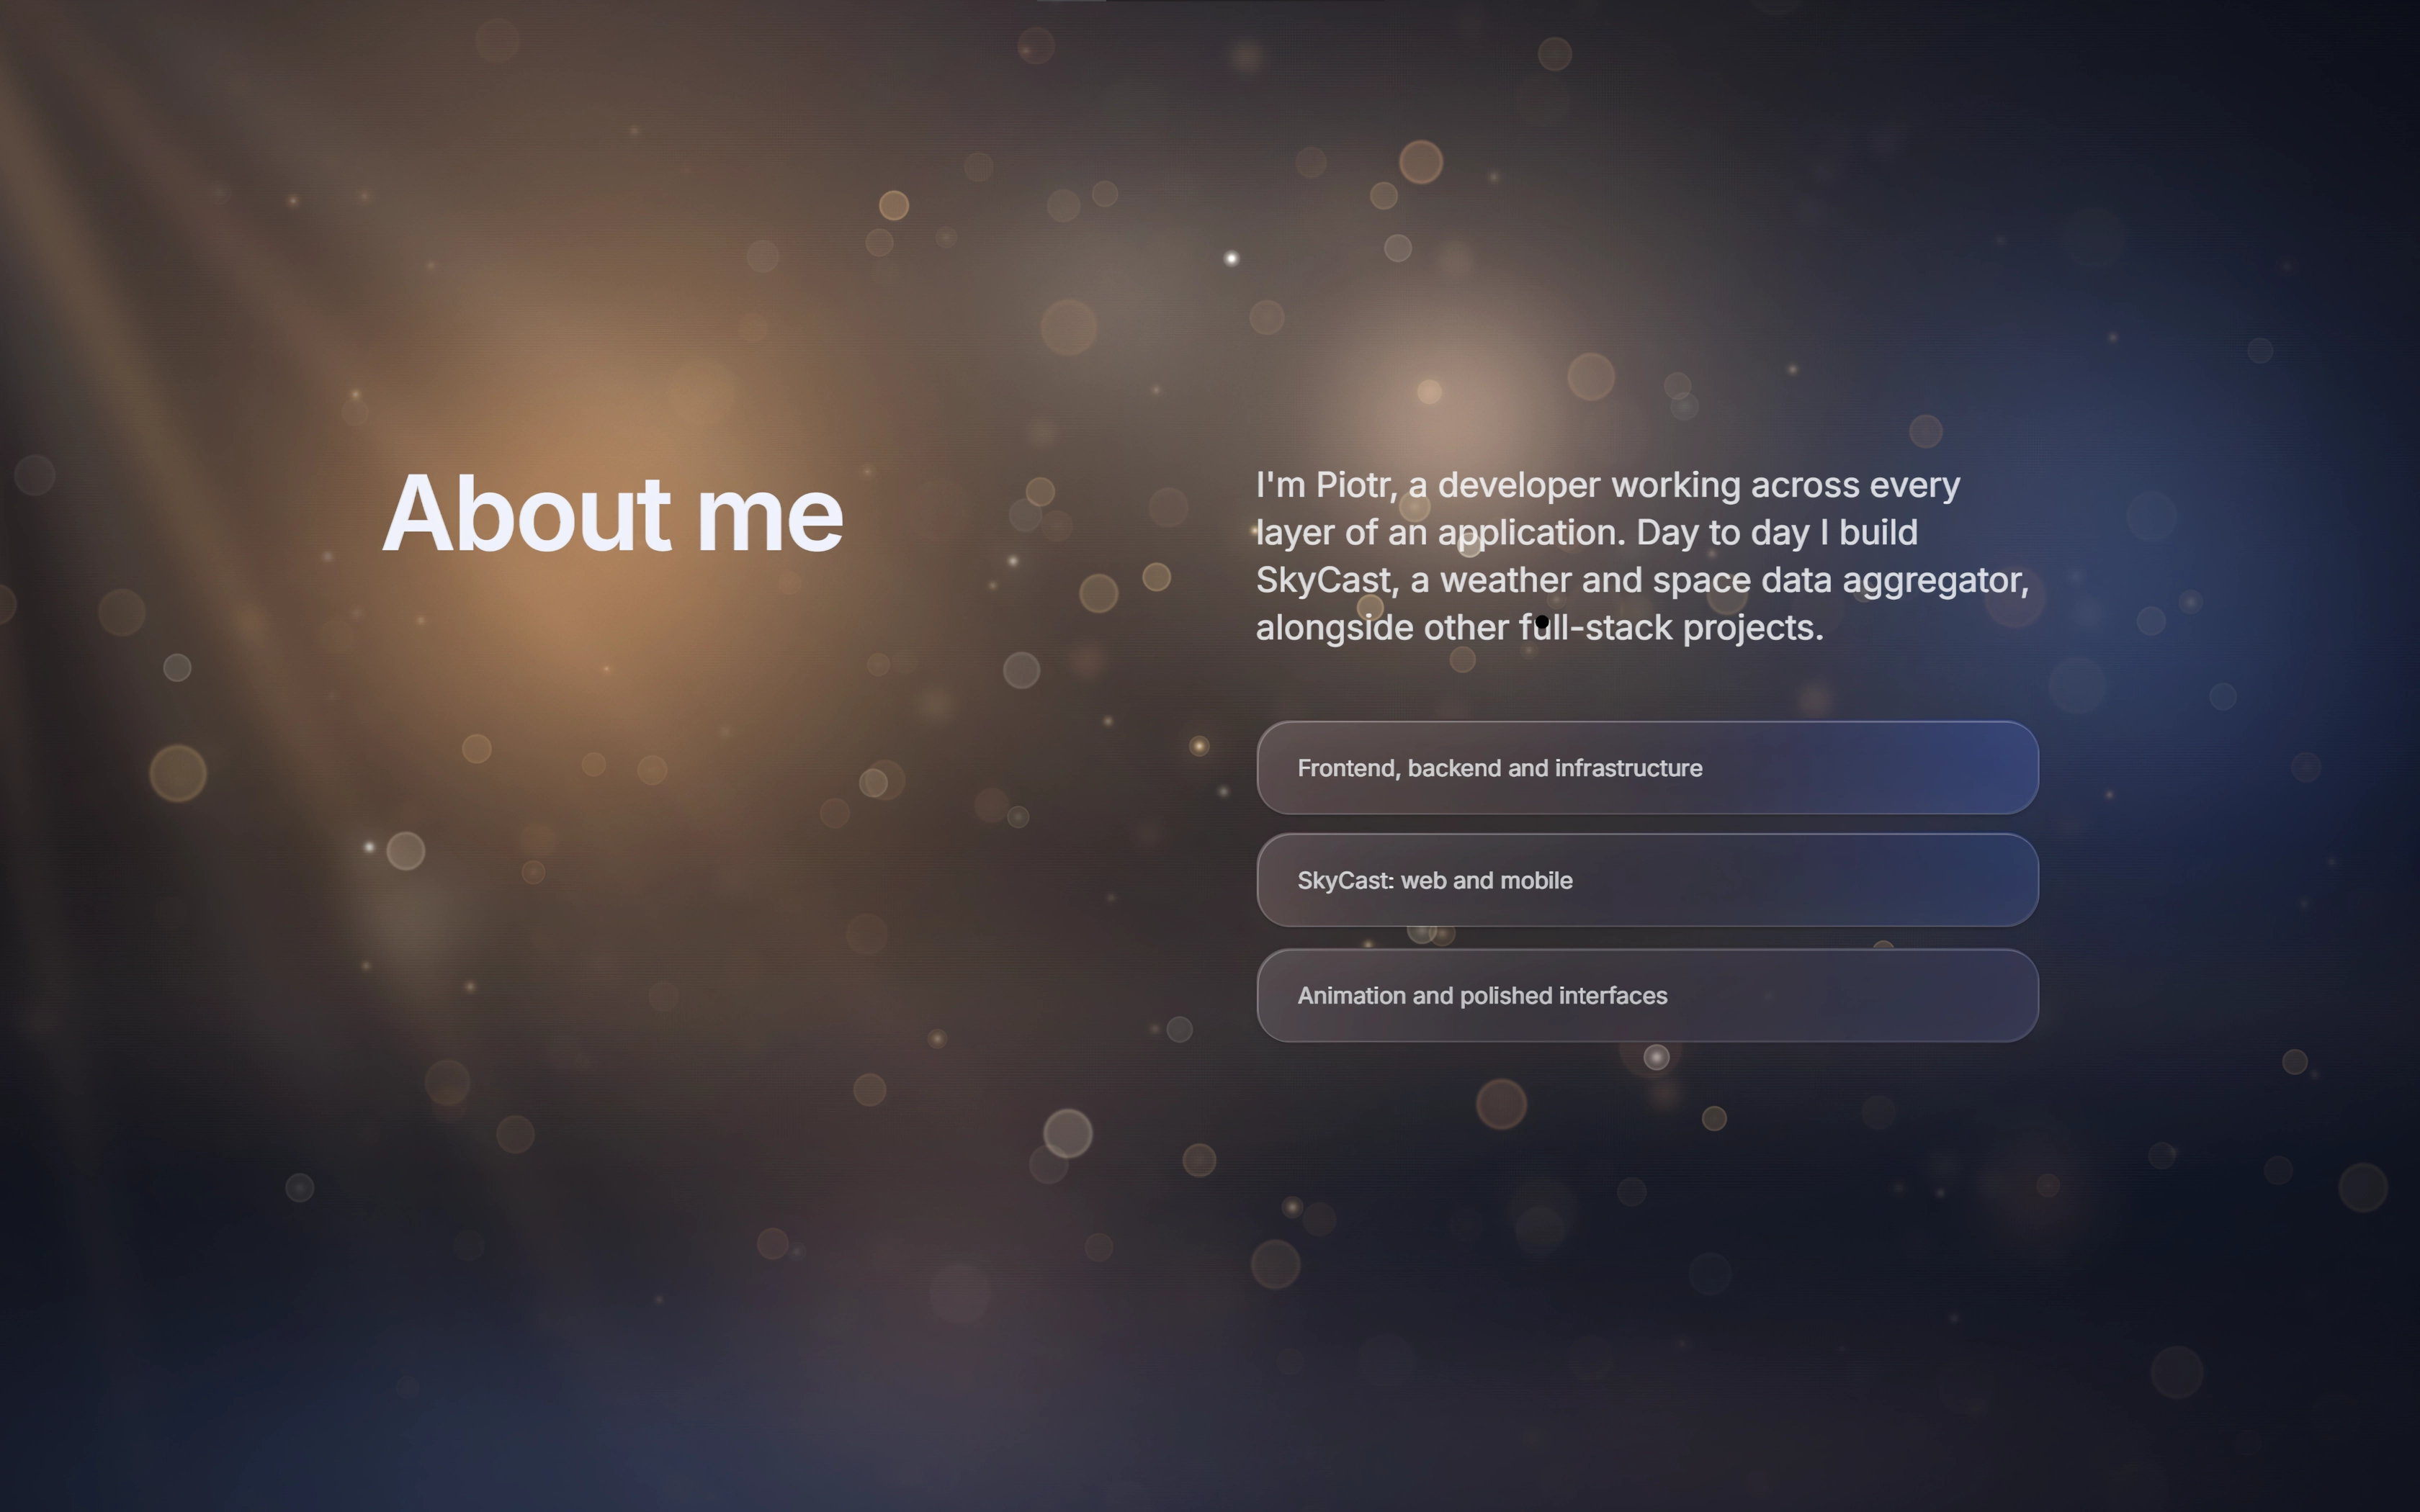 About me
I'm Piotr, a developer working across every
layer of an application. Day to day I build
SkyCast, a weather and space data aggregator,
alongside other full-stack projects.
Frontend, backend and infrastructure
SkyCast: web and mobile
Animation and polished interfaces